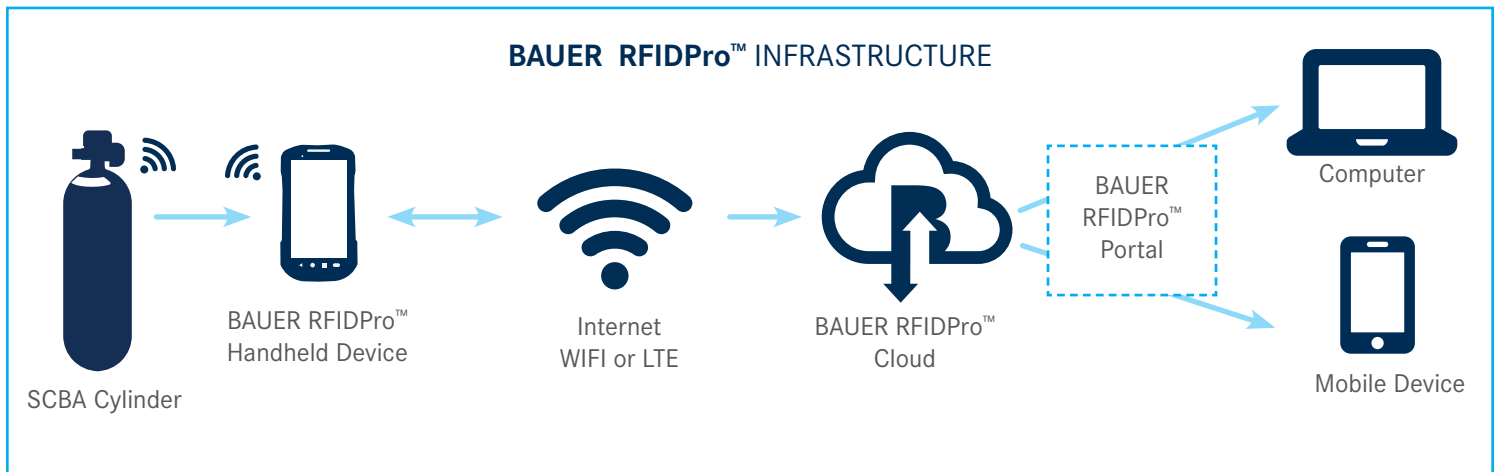 BAUER RFIDPro™ INFRASTRUCTURE
SCBA Cylinder
BAUER RFIDPro™
Handheld Device
Internet
WIFI or LTE
B
BAUER RFIDPro™
Cloud
BAUER
RFIDPro™
Portal
Computer
Mobile Device